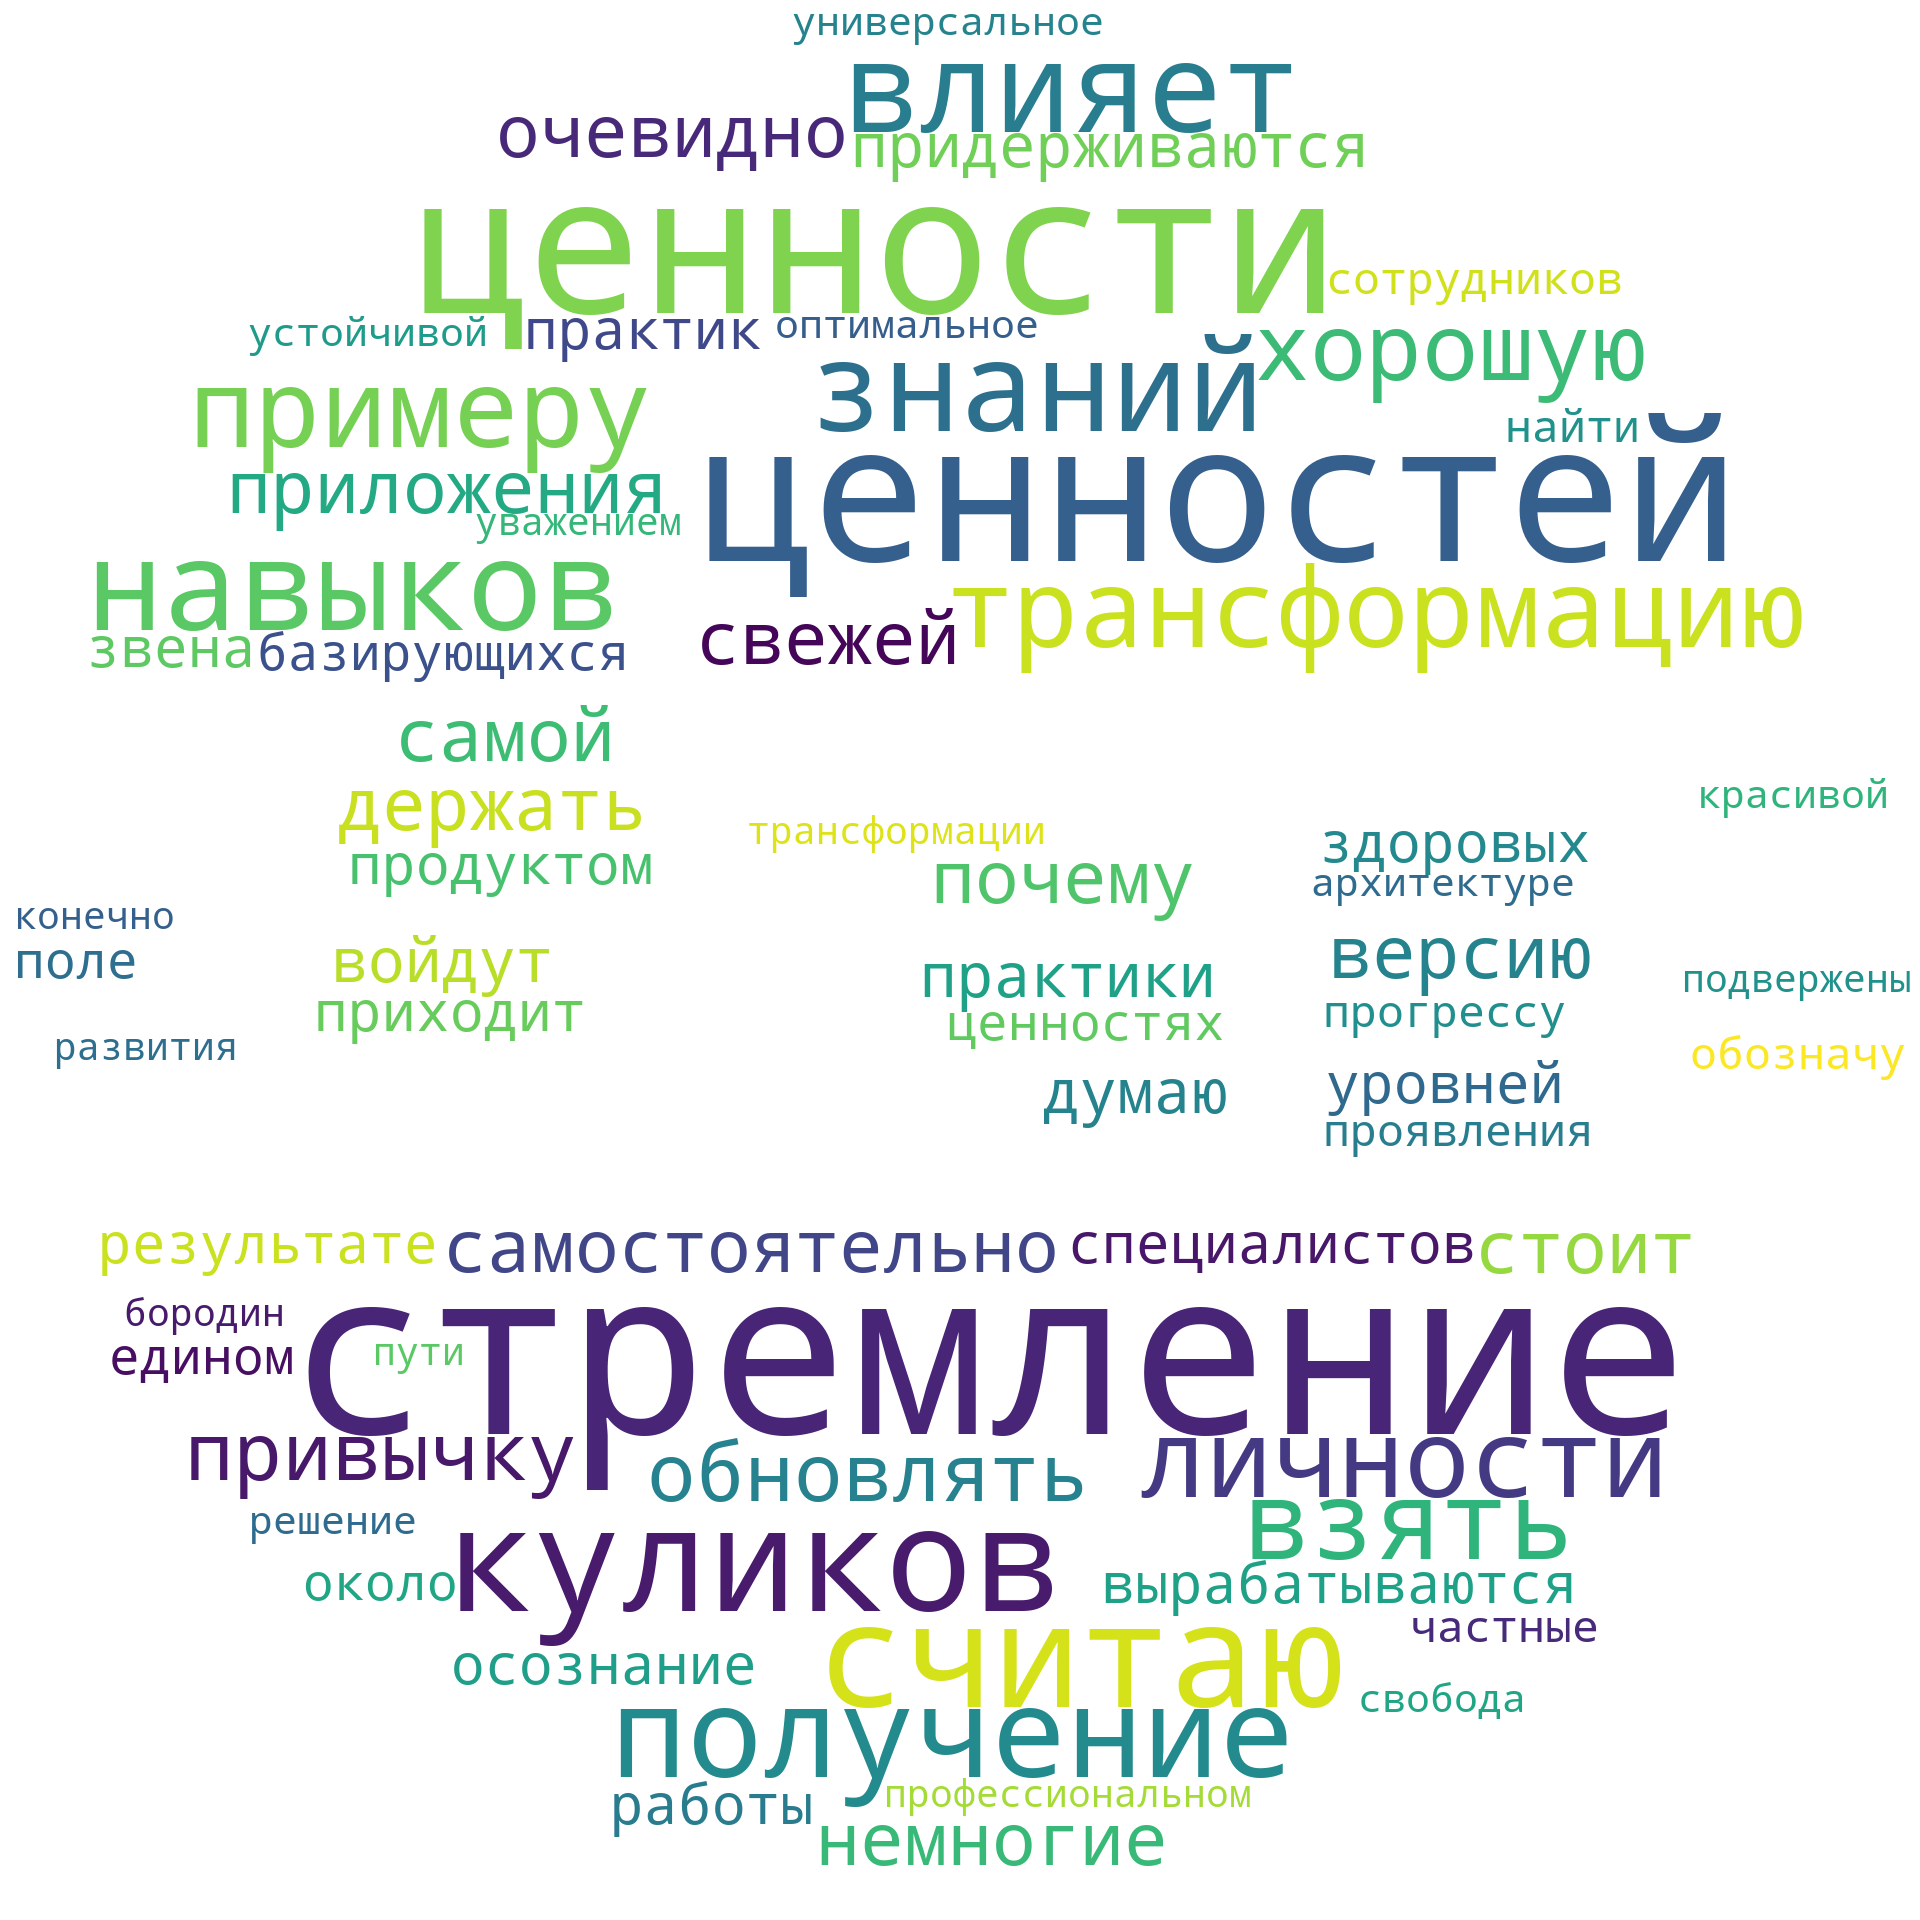 универсальное
влияет
очевидно
придерживаются
ценности
сотрудников
устойчивой
практик
оптимальное
хорошую
знаний
примеру
найти
ценностей
приложения
уважением
навыков
трансформацию
свежей
звена
базирующихся
самой
держать
красивой
трансформации
здоровых
продуктом
почему
архитектуре
конечно
поле
войдут
версию
практики
подвержены
приходит
прогрессу
ценностях
развития
обозначу
уровней
думаю
проявления
результате
самостоятельно
специалистов
стоит
бородин
стремление
едином
пути
привычку
обновлять
личности
решение
взять
куликов
около
вырабатываются
частные
считаю
осознание
свобода
получение
работы
профессиональном
немногие